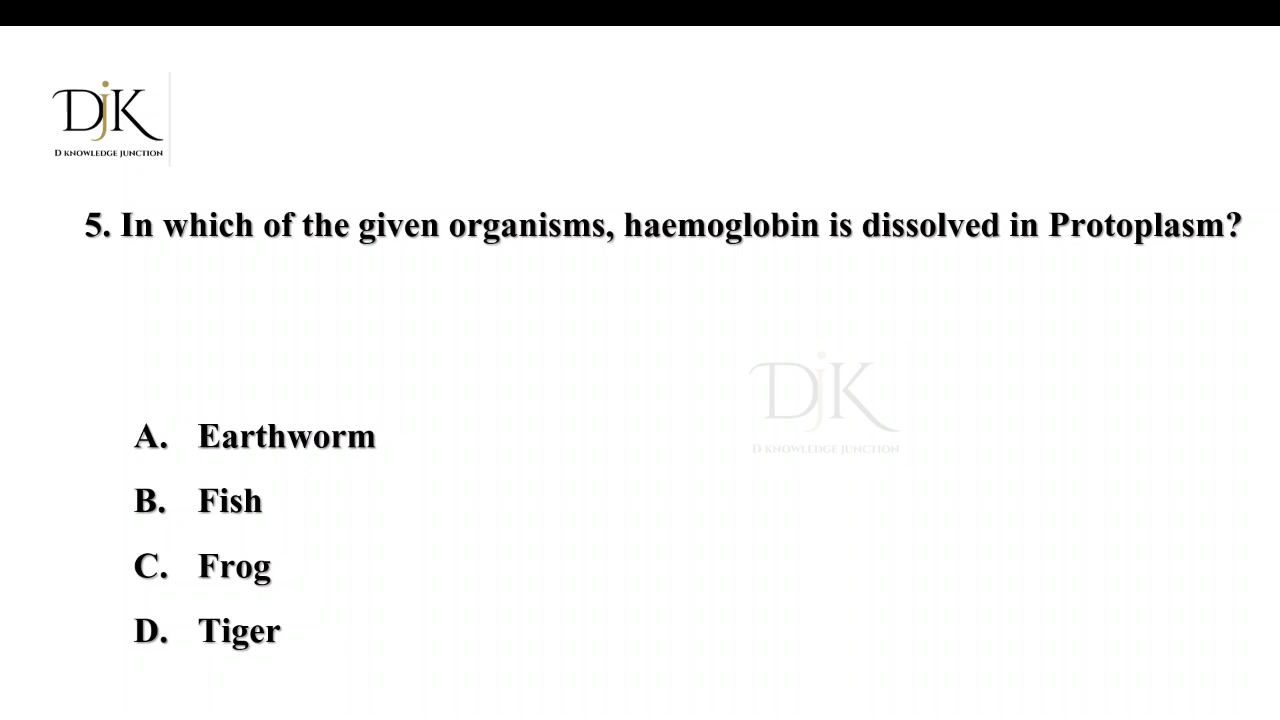 DjK
D KNOWLEDGE JUNCTION
5. In which of the given organisms, haemoglobin is dissolved in Protoplasm?
DjK
D KNOWLEDGE JUNCTION
A. Earthworm
B. Fish
C. Frog
D. Tiger